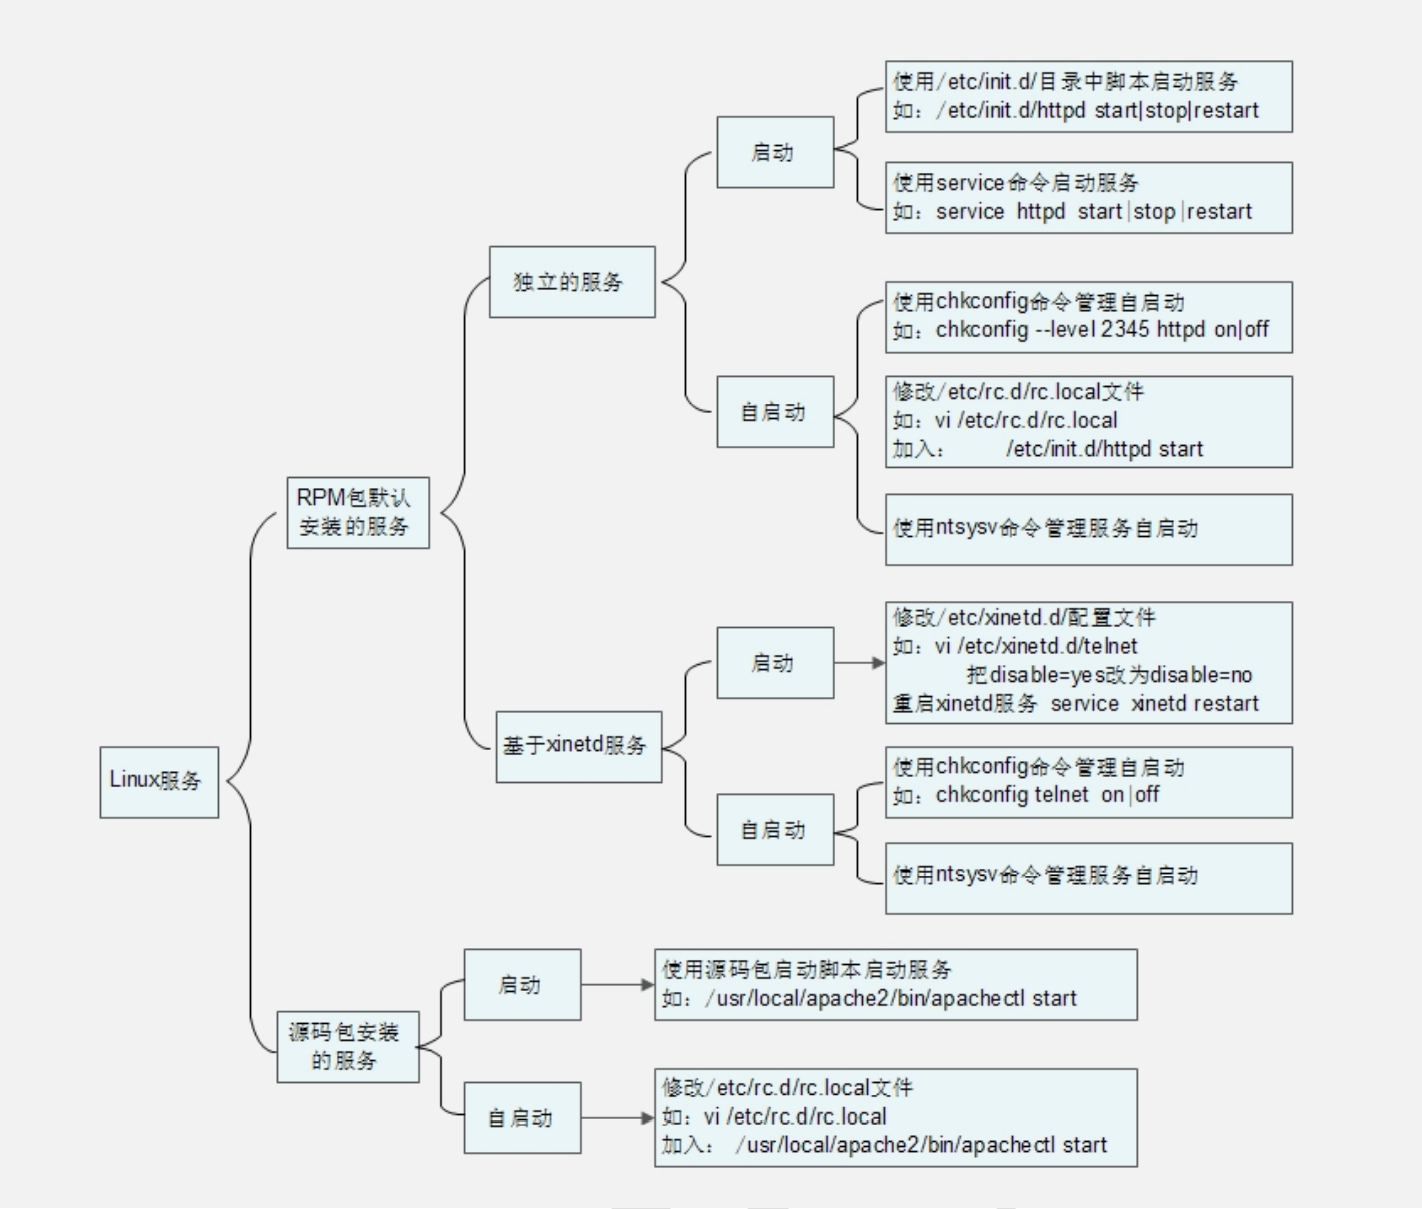 使用/etc/init.d/目录中脚本启动服务
如：/etc/init.d/httpd start|stop|restart
启动
使用service命令启动服务
如：service httpd start|stop|restart
独立的服务
使用chkconfig命令管理自启动
如：chkconfig --level 2345 httpd on|off
自启动
修改/etc/rc.d/rc.local文件
如：vi /etc/rc.d/rc.local
加入： /etc/init.d/httpd start
RPM包默认
安装的服务
使用ntsysv命令管理服务自启动
启动
修改/etc/xinetd.d/配置文件
如：vi /etc/xinetd.d/telnet
把disable=yes改为disable=no
重启xinetd服务 service xinetd restart
基于xinetd服务
Linux服务
使用chkconfig命令管理自启动
如：chkconfig telnet on|off
自启动
使用ntsysv命令管理服务自启动
启动
使用源码包启动脚本启动服务
如：/usr/local/apache2/bin/apachectl start
源码包安装
的服务
自启动
修改/etc/rc.d/rc.local文件
如：vi /etc/rc.d/rc.local
加入： /usr/local/apache2/bin/apachectl start